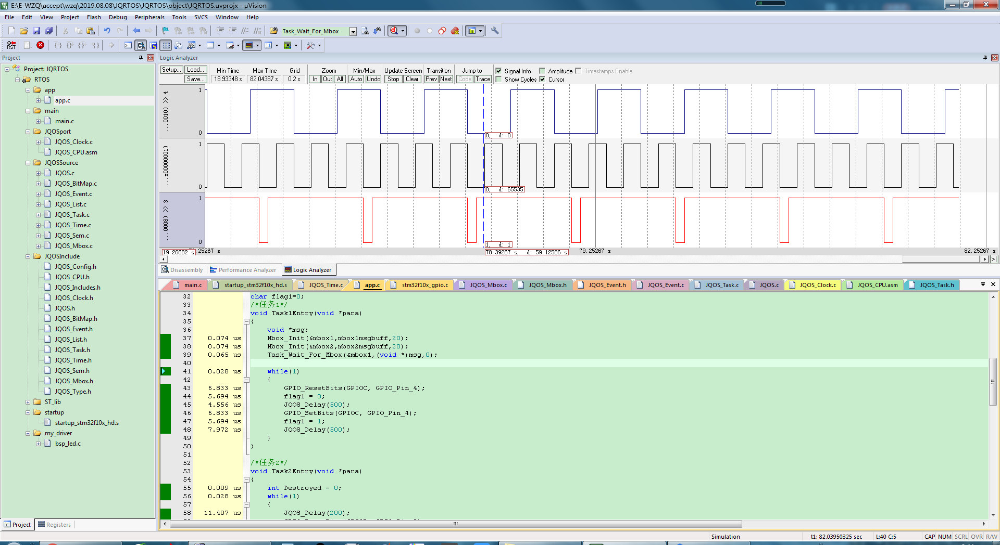 E:\E-WZQ\accept\wzq\2019.08.08\JQRTOS\JQRTOS\object\JQRTOS.uvprojx - µVision
File Edit View Project Flash Debug Peripherals Tools SVCS Window Help
Task_Wait_For_Mbox
RST
Project
Project: JQRTOS
RTOS
app
app.c
main
main.c
JQOSport
JQOS_Clock.c
JQOS_CPU.asm
JQOSSource
JQOS.c
JQOS_BitMap.c
JQOS_Event.c
JQOS_List.c
JQOS_Task.c
JQOS_Time.c
JQOS_Sem.c
JQOS_Mbox.c
JQOSInclude
JQOS_Config.h
JQOS_CPU.h
JQOS_Includes.h
JQOS_Clock.h
JQOS.h
JQOS_BitMap.h
JQOS_Event.h
JQOS_List.h
JQOS_Task.h
JQOS_Time.h
JQOS_Sem.h
JQOS_Mbox.h
JQOS_Type.h
ST_lib
startup
startup_stm32f10x_hd.s
my_driver
bsp_led.c
Project Registers
Logic Analyzer
Setup... Load... Min Time Max Time Grid Zoom Min/Max Update Screen Transition Jump to Signal Info Amplitude Timestamps Enable
Save... 18.93348 s 82.04387 s 0.2 s In Out All Auto Undo Stop Clear Prev Next Code Trace Show Cycles Cursor
1
...0010) >> 4
0
0, d: 0
1
...x00000001)
0
0, d: 65535
1
...0008) >> 3
0
1, d: 1
19.26682 s .25267 s 78.39267 s, d: 59.12586 s 79.25267 s 82.25267 s
Disassembly Performance Analyzer Logic Analyzer
main.c startup_stm32f10x_hd.s JQOS_Time.c app.c stm32f10x_gpio.c JQOS_Mbox.c JQOS_Mbox.h JQOS_Event.h JQOS_Event.c JQOS_Task.c JQOS.c JQOS_Clock.c JQOS_CPU.asm JQOS_Task.h
32 char flag1=0;
33 /*任务1*/
34 void Task1Entry(void *para)
35 {
36 void *msg;
37 0.074 us Mbox_Init(&mbox1,mbox1msgbuff,20);
38 0.074 us Mbox_Init(&mbox2,mbox2msgbuff,20);
39 0.065 us Task_Wait_For_Mbox(&mbox1,(void *)msg,0);
40
41 0.028 us while(1)
42 {
43 6.833 us GPIO_ResetBits(GPIOC, GPIO_Pin_4);
44 5.694 us flag1 = 0;
45 4.556 us JQOS_Delay(500);
46 6.833 us GPIO_SetBits(GPIOC, GPIO_Pin_4);
47 5.694 us flag1 = 1;
48 7.972 us JQOS_Delay(500);
49 }
50 }
51
52 /*任务2*/
53 void Task2Entry(void *para)
54 {
55 0.009 us int Destroyed = 0;
56 0.028 us while(1)
57 {
58 11.407 us JQOS_Delay(200);
Simulation t1: 82.03950325 sec L:40 C:5 CAP NUM SCRL OVR R/W